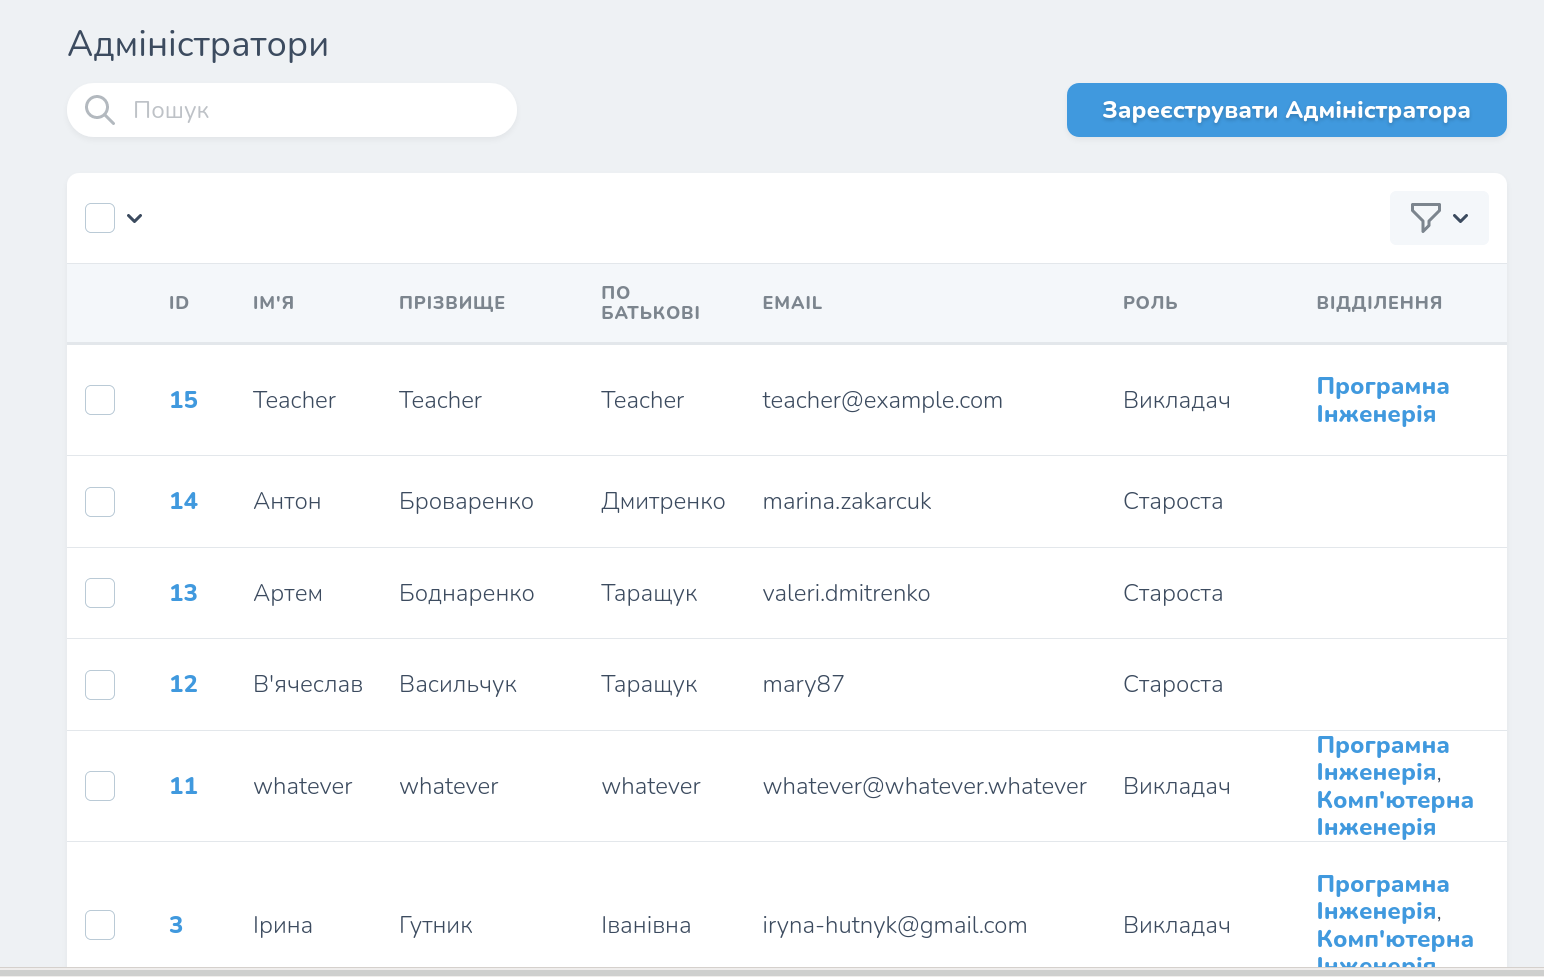 Адміністратори
Пошук
Зареєструвати Адміністратора
ID ІМ'Я ПРІЗВИЩЕ ПО БАТЬКОВІ EMAIL РОЛЬ ВІДДІЛЕННЯ
15 Teacher Teacher Teacher teacher@example.com Викладач Програмна
Інженерія
14 Антон Броваренко Дмитренко marina.zakarcuk Староста
13 Артем Боднаренко Таращук valeri.dmitrenko Староста
12 В'ячеслав Васильчук Таращук mary87 Староста
11 whatever whatever whatever whatever@whatever.whatever Викладач Програмна
Інженерія,
Комп'ютерна
Інженерія
3 Ірина Гутник Іванівна iryna-hutnyk@gmail.com Викладач Програмна
Інженерія,
Комп'ютерна
Інженерія